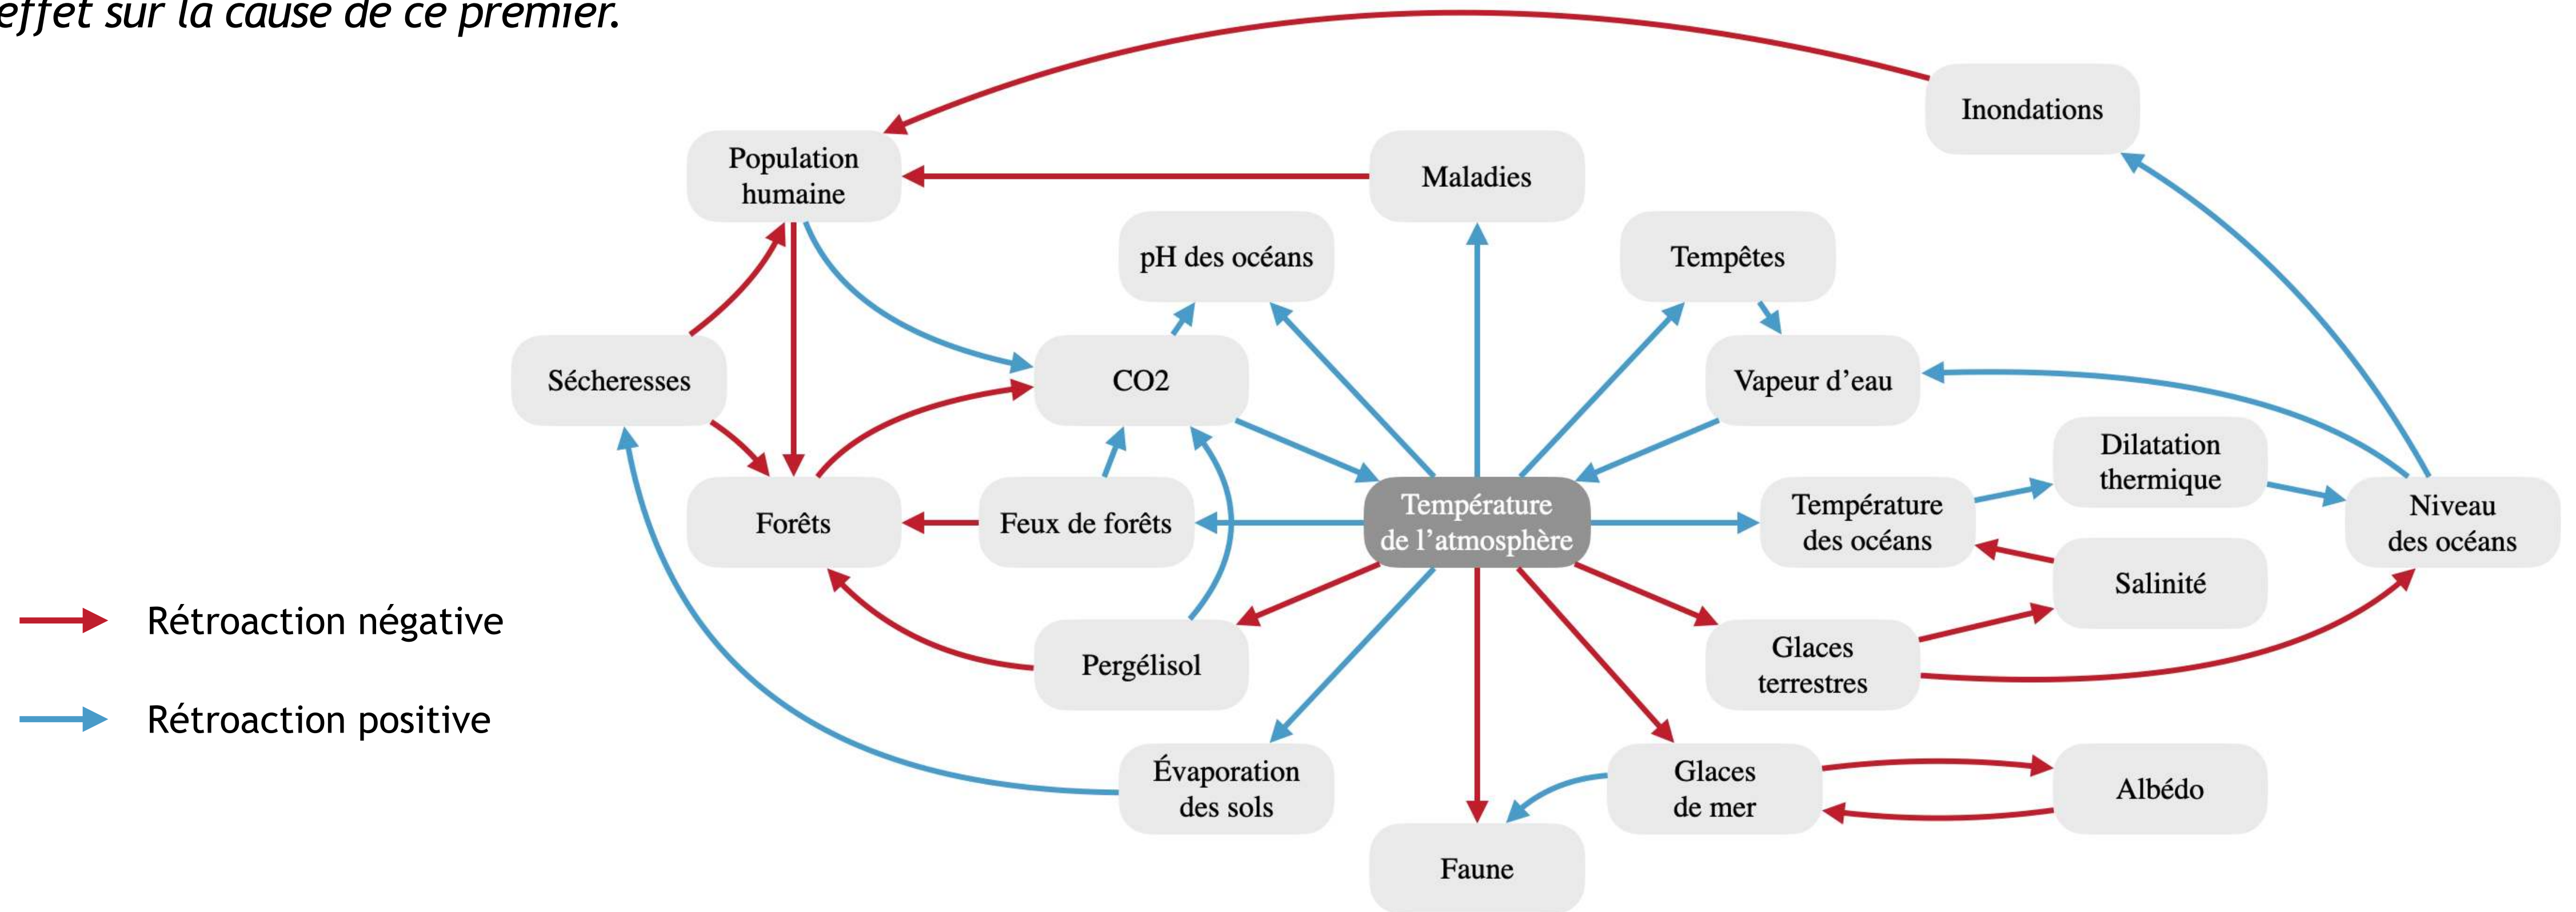 effet sur la cause de ce premier.
Inondations
Population
humaine
Maladies
pH des océans
Tempêtes
Sécheresses
CO2
Vapeur d’eau
Dilatation
thermique
Forêts
Feux de forêts
Température
de l’atmosphère
Température
des océans
Niveau
des océans
Salinité
Rétroaction négative
Pergélisol
Glaces
terrestres
Rétroaction positive
Évaporation
des sols
Glaces
de mer
Albédo
Faune